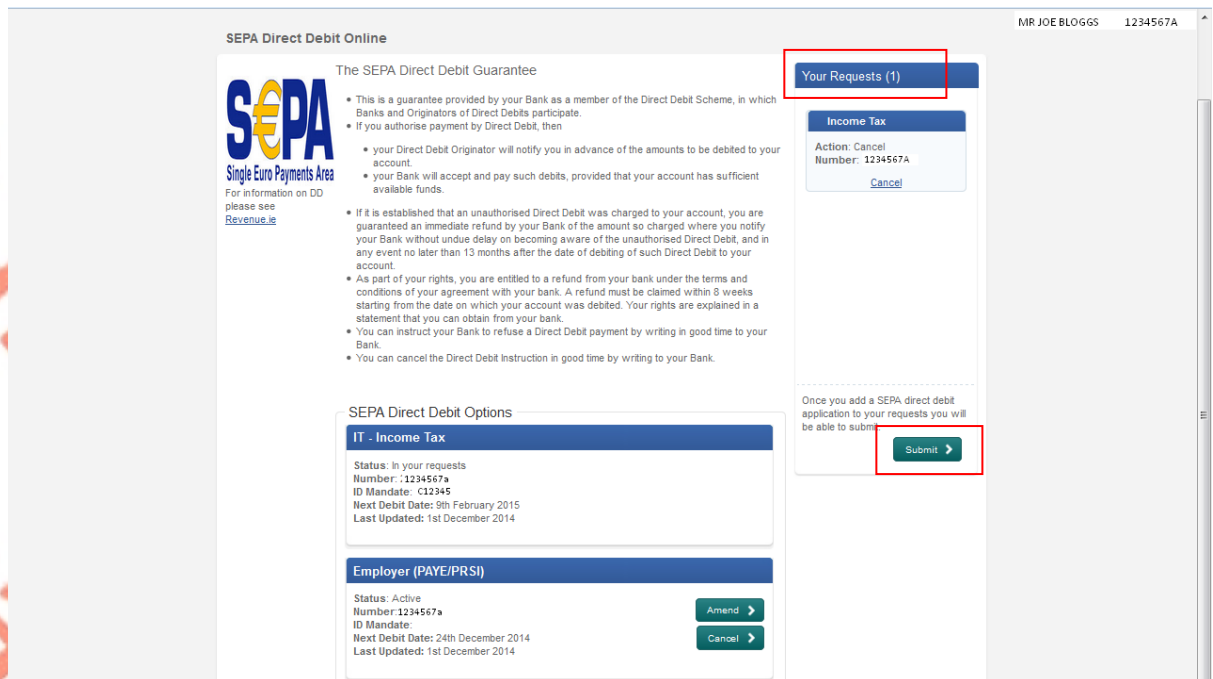 MR JOE BLOGGS 1234567A
SEPA Direct Debit Online
S€PA
Single Euro Payments Area
For information on DD
please see
Revenue.ie
The SEPA Direct Debit Guarantee
• This is a guarantee provided by your Bank as a member of the Direct Debit Scheme, in which
Banks and Originators of Direct Debits participate.
• If you authorise payment by Direct Debit, then
• your Direct Debit Originator will notify you in advance of the amounts to be debited to your
account.
• your Bank will accept and pay such debits, provided that your account has sufficient
available funds.
• If it is established that an unauthorised Direct Debit was charged to your account, you are
guaranteed an immediate refund by your Bank of the amount so charged where you notify
your Bank without undue delay on becoming aware of the unauthorised Direct Debit, and in
any event no later than 13 months after the date of debiting of such Direct Debit to your
account.
• As part of your rights, you are entitled to a refund from your bank under the terms and
conditions of your agreement with your bank. A refund must be claimed within 8 weeks
starting from the date on which your account was debited. Your rights are explained in a
statement that you can obtain from your bank.
• You can instruct your Bank to refuse a Direct Debit payment by writing in good time to your
Bank.
• You can cancel the Direct Debit Instruction in good time by writing to your Bank.
SEPA Direct Debit Options
IT - Income Tax
Status: In your requests
Number: :1234567a
ID Mandate: C12345
Next Debit Date: 9th February 2015
Last Updated: 1st December 2014
Employer (PAYE/PRSI)
Status: Active
Number:1234567a
ID Mandate:
Next Debit Date: 24th December 2014
Last Updated: 1st December 2014
Amend
Cancel
Your Requests (1)
Income Tax
Action: Cancel
Number: 1234567A
Cancel
Once you add a SEPA direct debit
application to your requests you will
be able to submit.
Submit